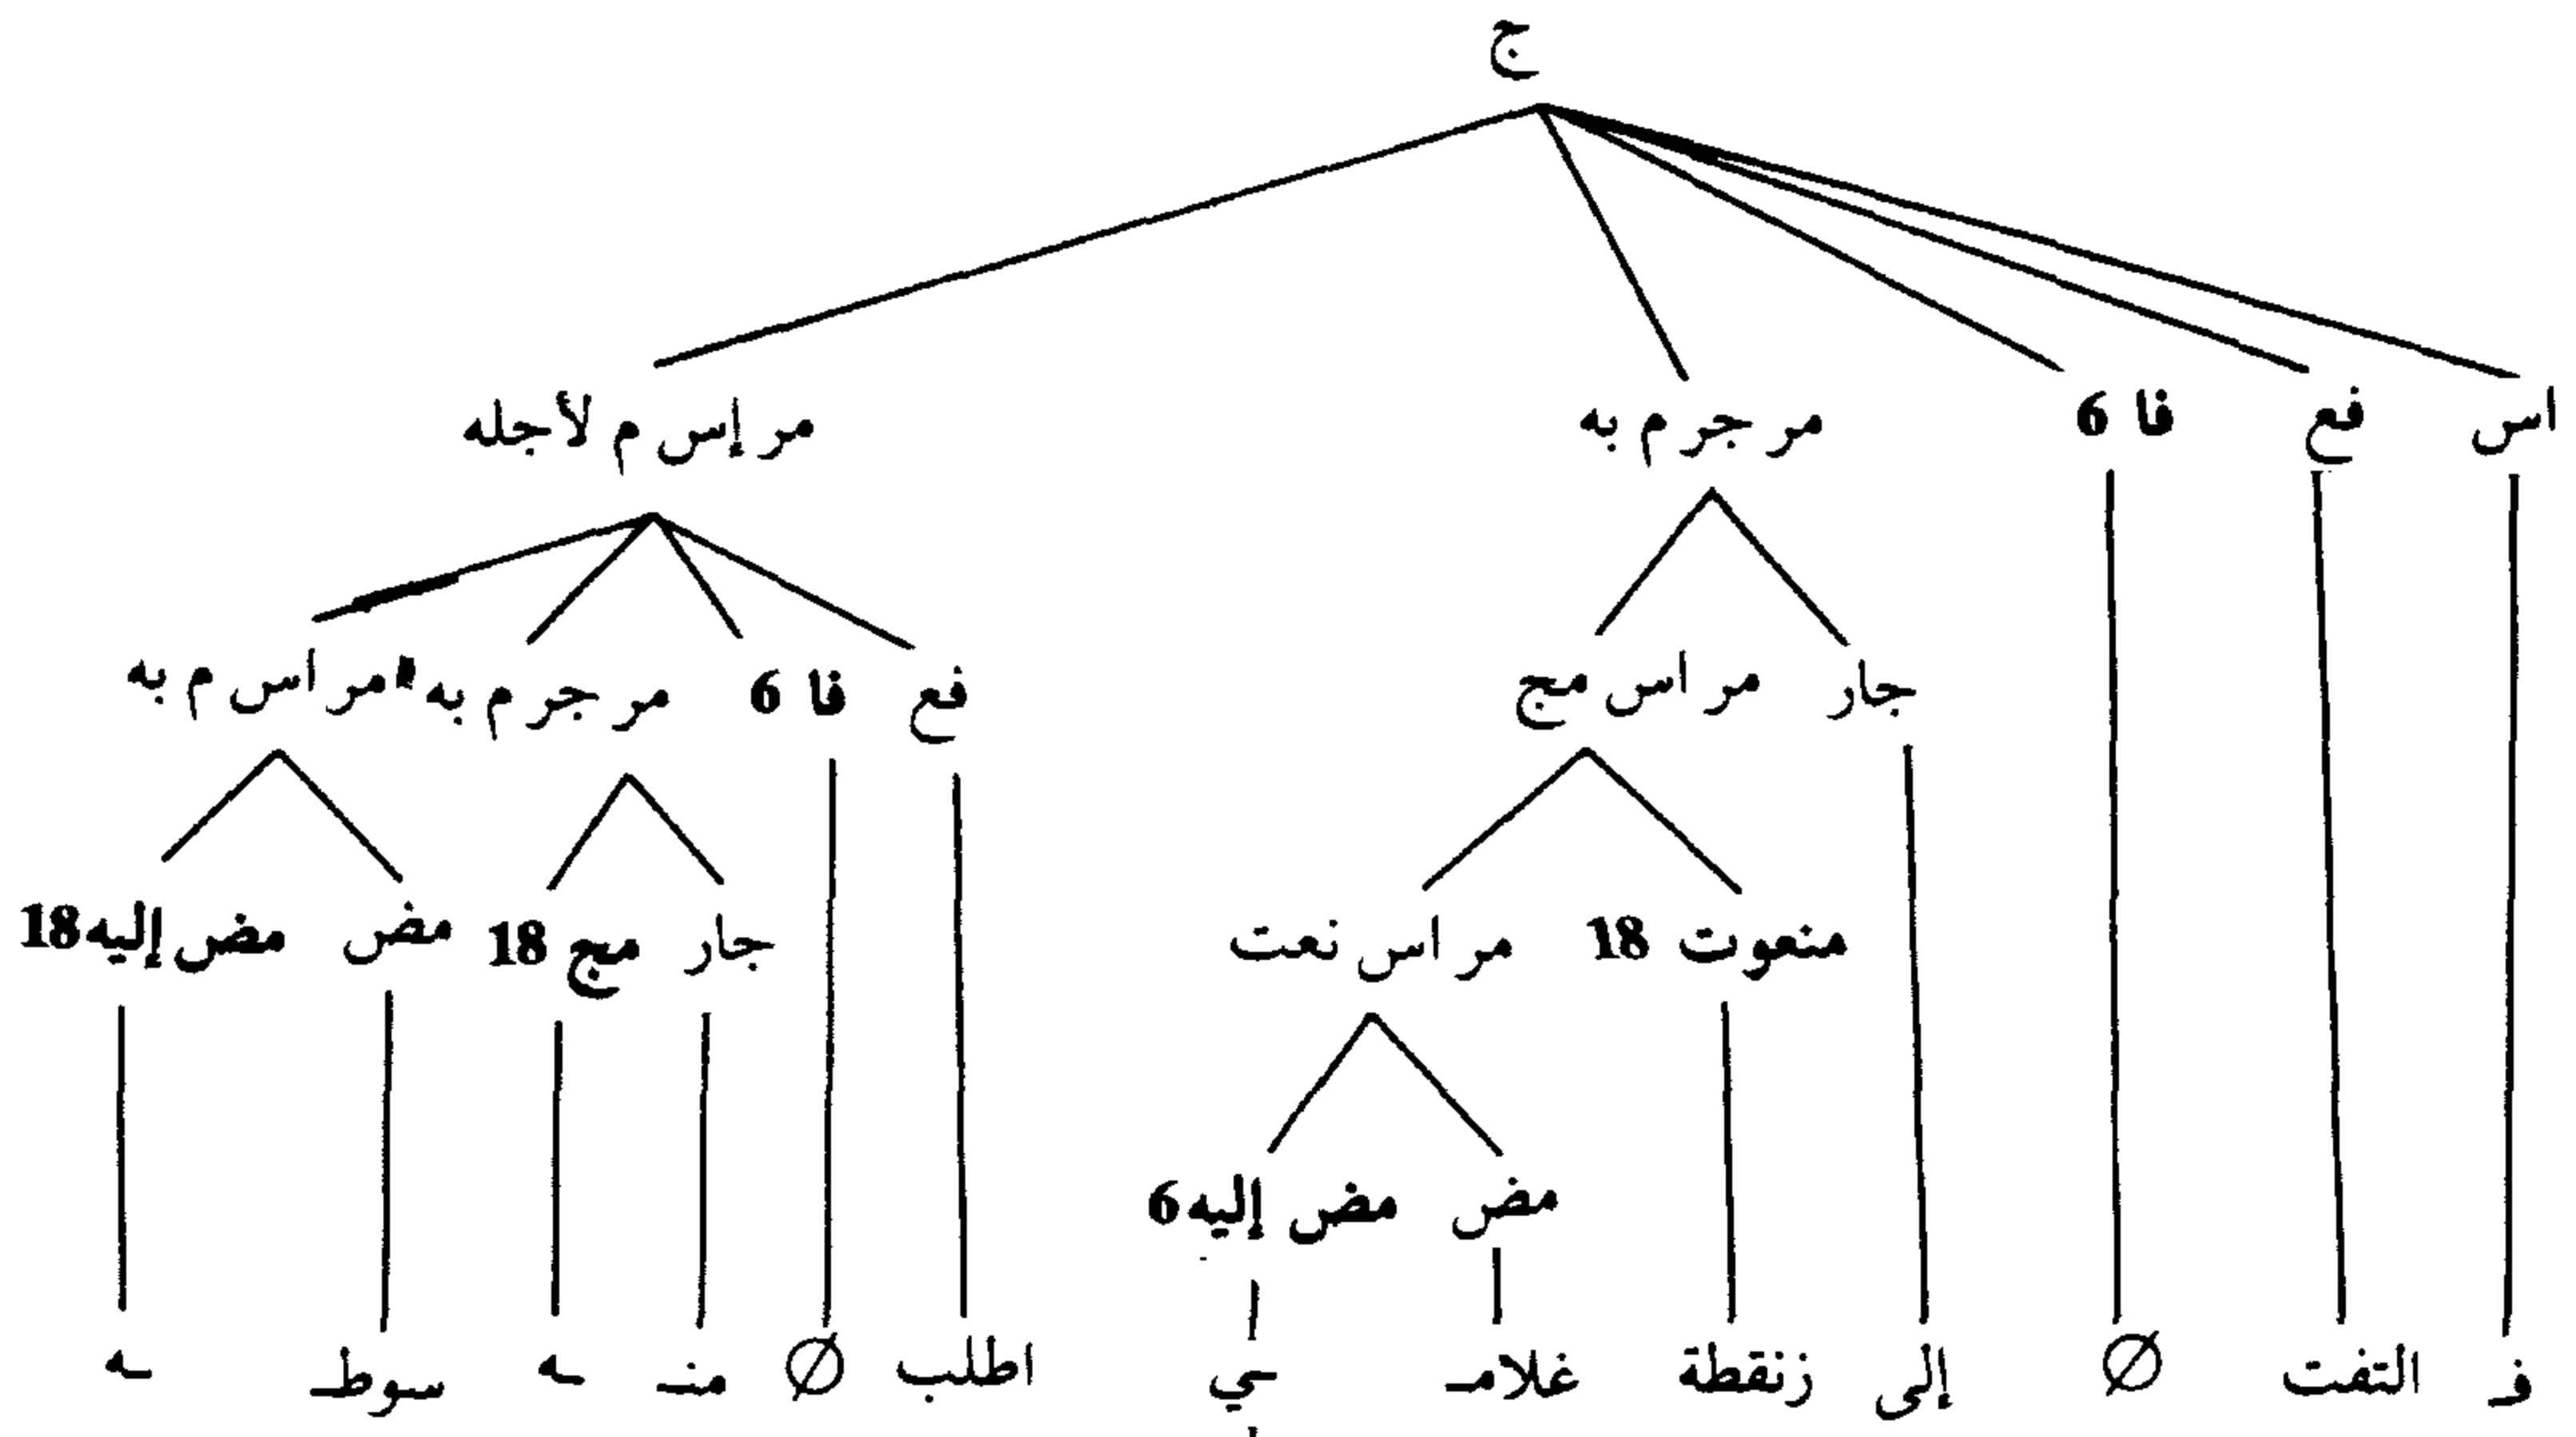 ج
اس فع فا 6 مر جر م به مر إس م لأجله
جار مر اس مج فع فا 6 مر جر م به مر اس م به
منعوت 18 مر اس نعت جار مج 18 مض مض إليه 18
مض مض إليه 6
فـ التفت Ø إلى زنقطة غلامـ ـي اطلب Ø منـ ـه سوطـ ـه